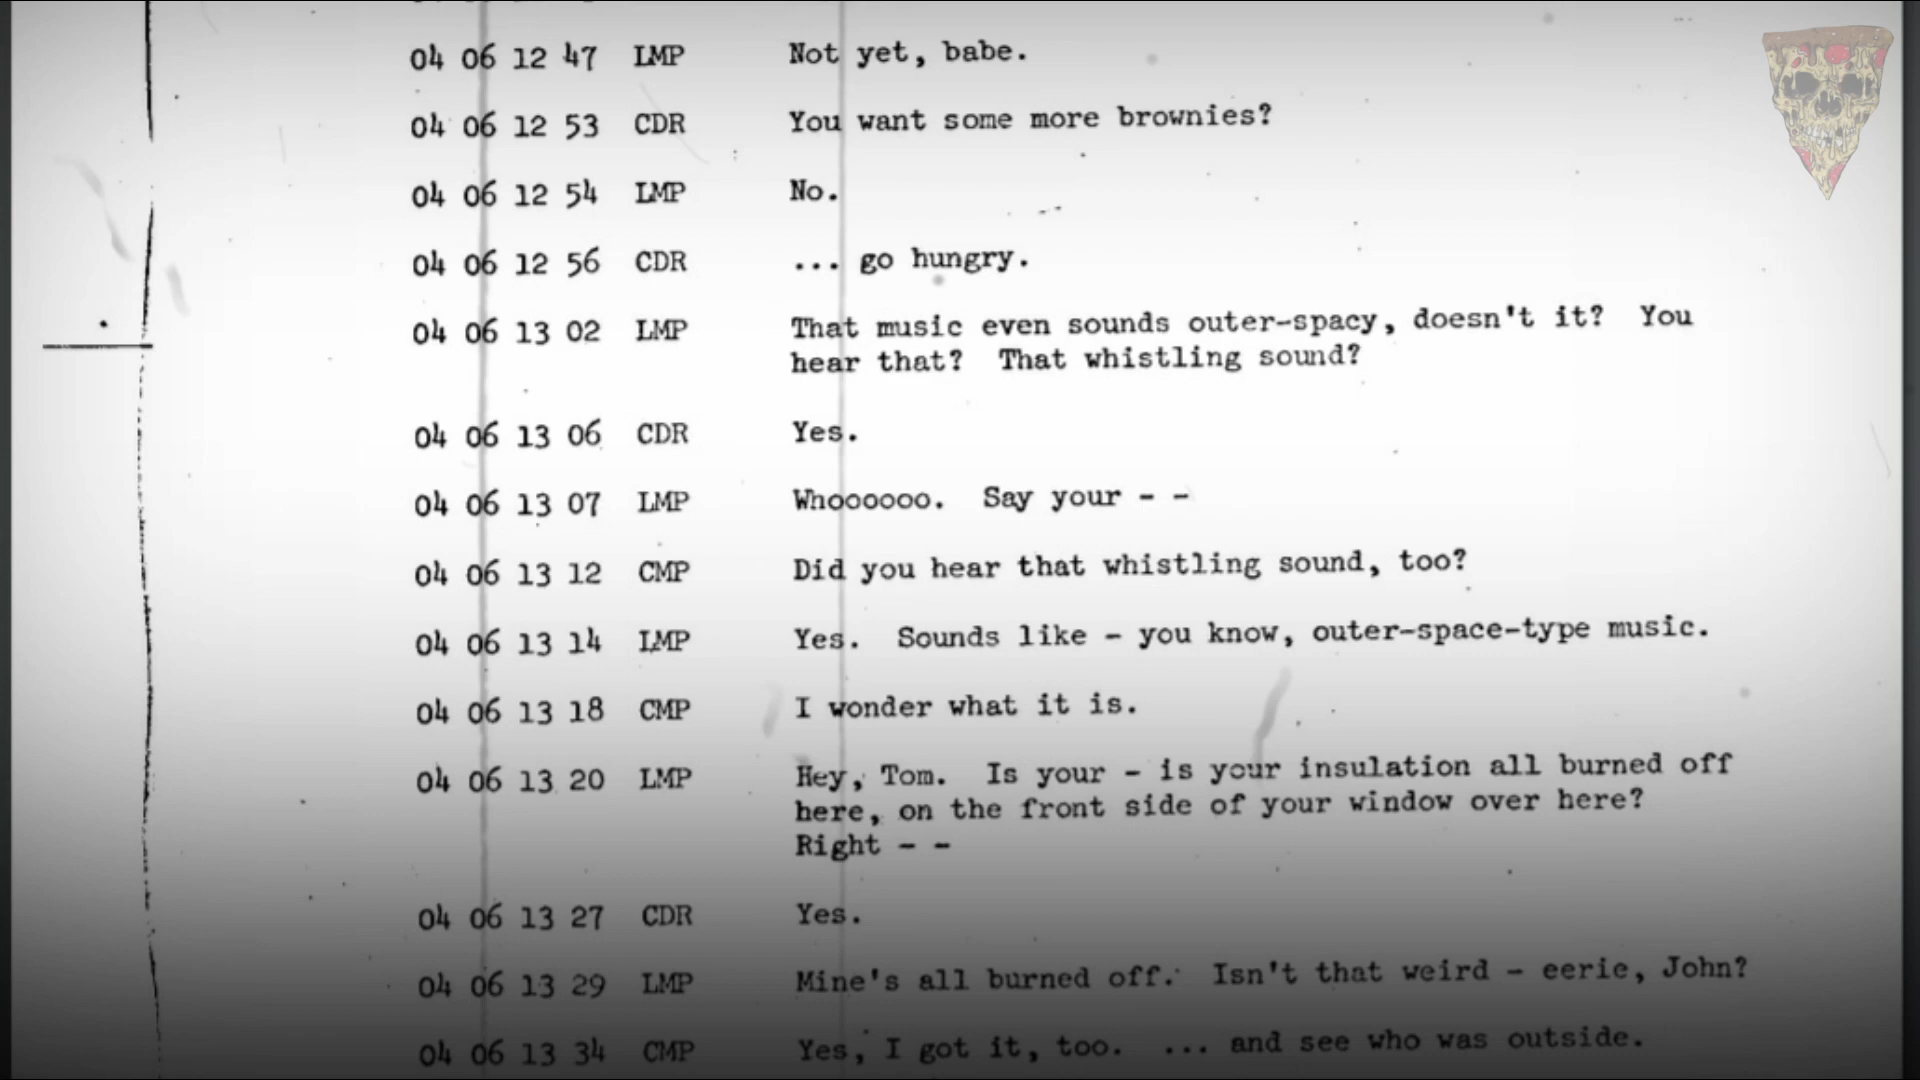 04 06 12 47 LMP Not yet, babe.
04 06 12 53 CDR You want some more brownies?
04 06 12 54 LMP No.
04 06 12 56 CDR ... go hungry.
04 06 13 02 LMP That music even sounds outer-spacy, doesn't it? You
hear that? That whistling sound?
04 06 13 06 CDR Yes.
04 06 13 07 LMP Whoooooo. Say your - -
04 06 13 12 CMP Did you hear that whistling sound, too?
04 06 13 14 LMP Yes. Sounds like - you know, outer-space-type music.
04 06 13 18 CMP I wonder what it is.
04 06 13 20 LMP Hey, Tom. Is your - is your insulation all burned off
here, on the front side of your window over here?
Right - -
04 06 13 27 CDR Yes.
04 06 13 29 LMP Mine's all burned off. Isn't that weird - eerie, John?
04 06 13 34 CMP Yes, I got it, too. ... and see who was outside.